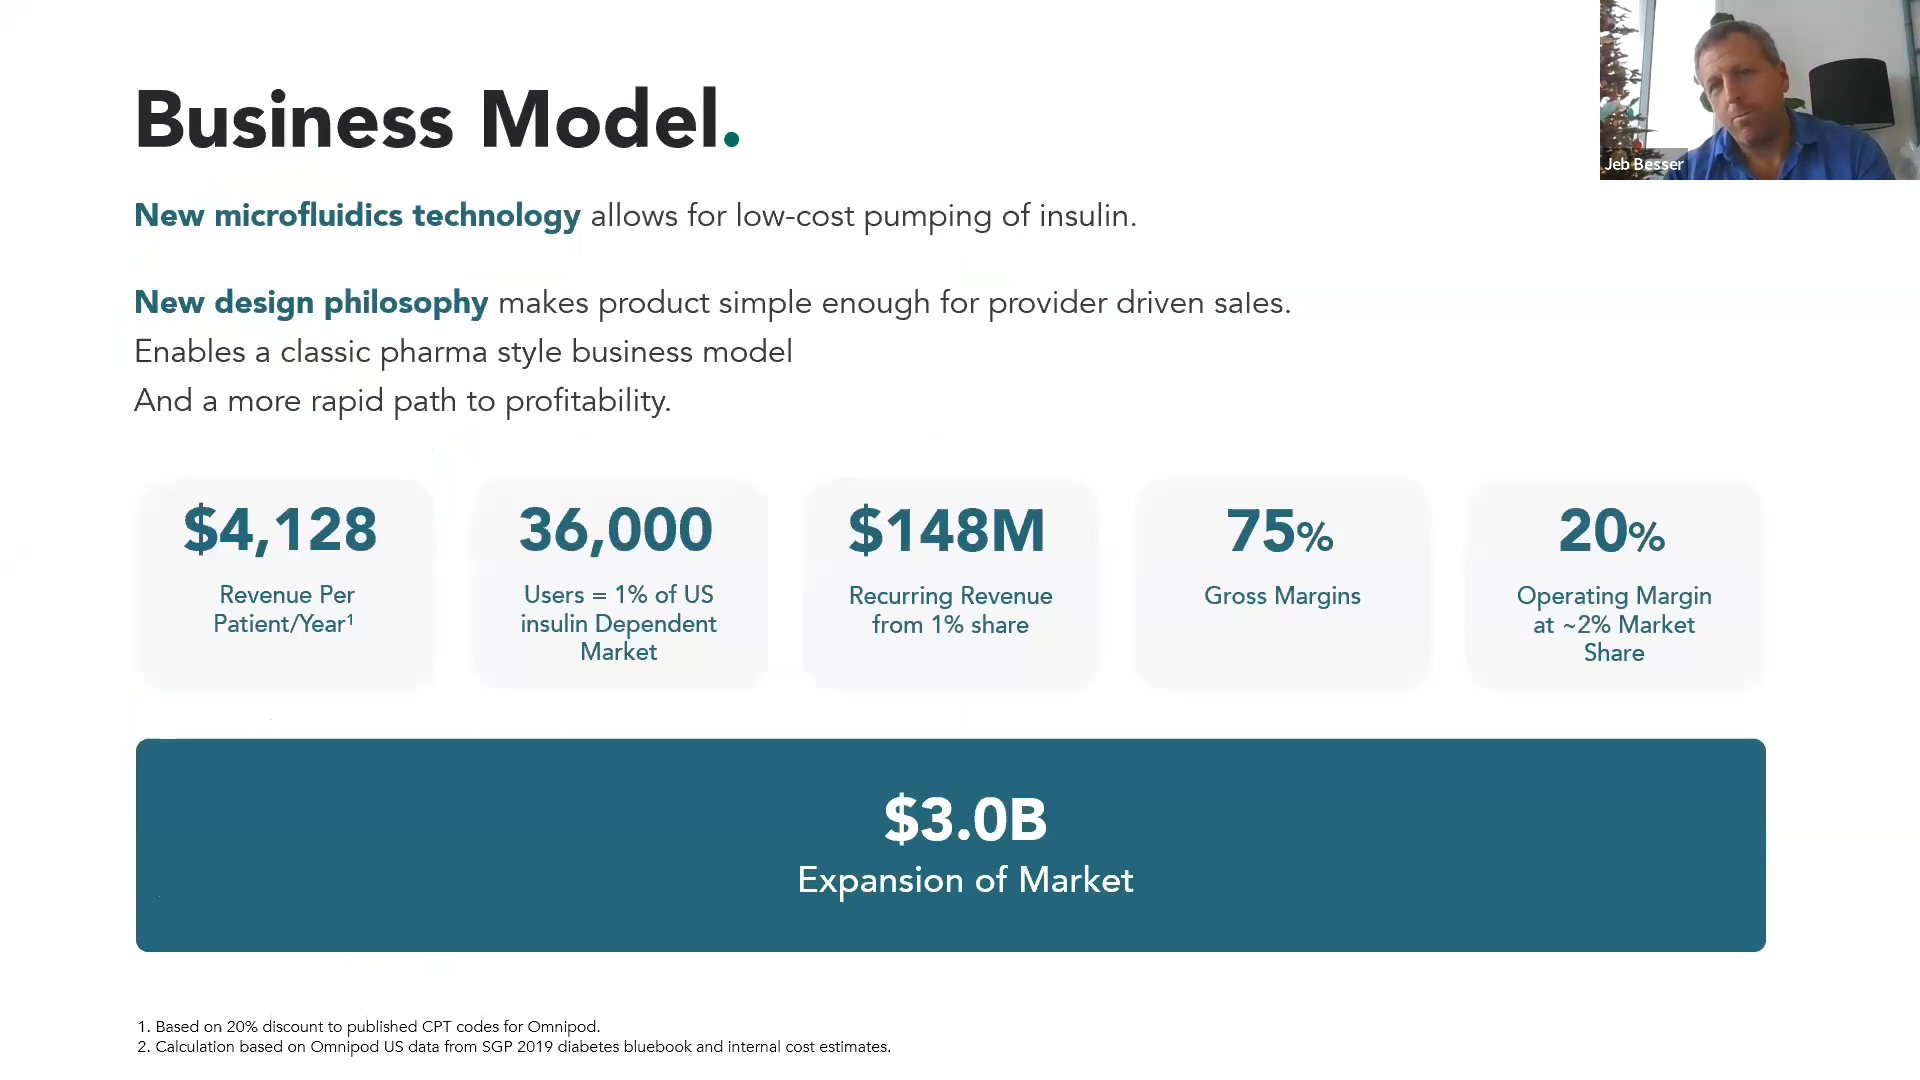 Business Model.
Jeb Besser
New microfluidics technology allows for low-cost pumping of insulin.
New design philosophy makes product simple enough for provider driven sales.
Enables a classic pharma style business model
And a more rapid path to profitability.
$4,128
Revenue Per
Patient/Year¹
36,000
Users = 1% of US
insulin Dependent
Market
$148M
Recurring Revenue
from 1% share
75%
Gross Margins
20%
Operating Margin
at ~2% Market
Share
$3.0B
Expansion of Market
1. Based on 20% discount to published CPT codes for Omnipod.
2. Calculation based on Omnipod US data from SGP 2019 diabetes bluebook and internal cost estimates.